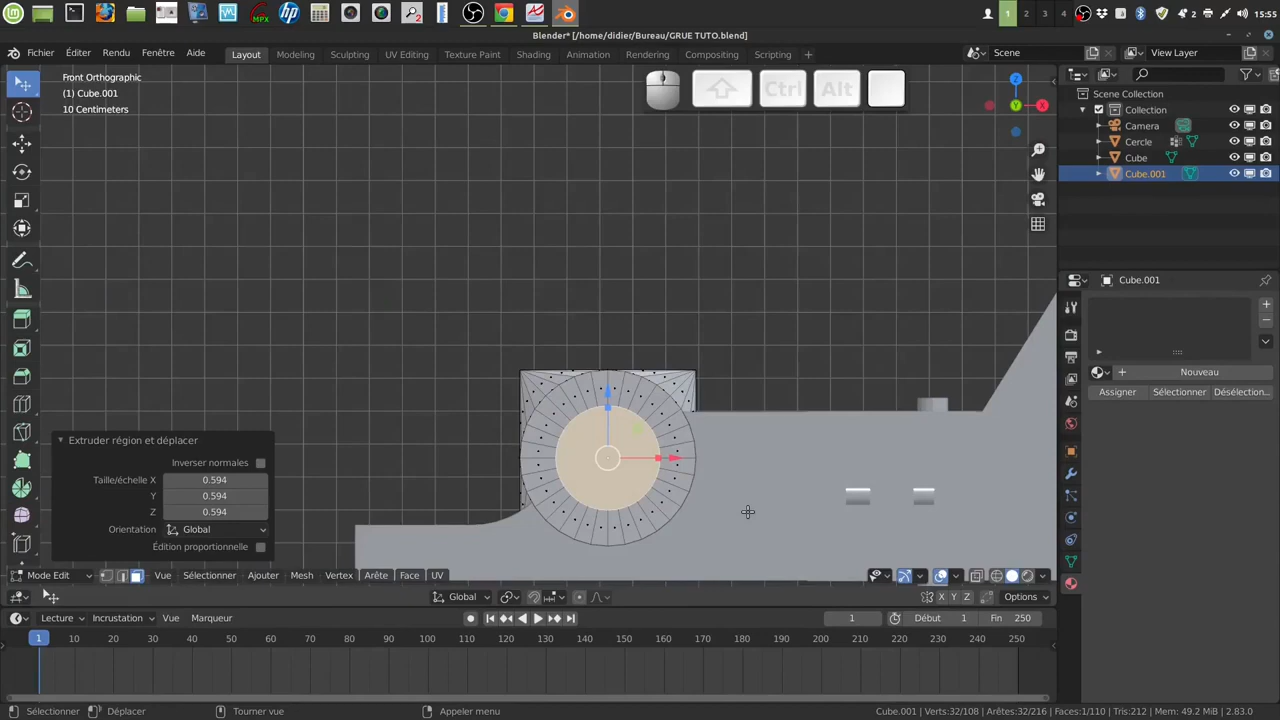 MPX
1 2 3 4
15:55
Blender* [/home/didier/Bureau/GRUE TUTO.blend]
Fichier Éditer Rendu Fenêtre Aide Layout Modeling Sculpting UV Editing Texture Paint Shading Animation Rendering Compositing Scripting + Scene View Layer
Front Orthographic
(1) Cube.001
10 Centimeters
Ctrl Alt
Z
Y
X
Scene Collection
Collection
Camera
Cercle
Cube
Cube.001
Cube.001
Nouveau
Assigner Sélectionner Désélection...
Extruder région et déplacer
Inverser normales
Taille/échelle X 0.594
Y 0.594
Z 0.594
Orientation Global
Édition proportionnelle
Mode Edit Vue Sélectionner Ajouter Mesh Vertex Arête Face UV
Global X Y Z Options
Lecture Incrustation Vue Marqueur 1 Début 1 Fin 250
1 10 20 30 40 50 60 70 80 90 100 110 120 130 140 150 160 170 180 190 200 210 220 230 240 250
Sélectionner Déplacer Tourner vue Appeler menu Cube.001 | Verts:32/108 | Arêtes:32/216 | Faces:1/110 | Tris:212 | Mem: 49.2 MiB | 2.83.0